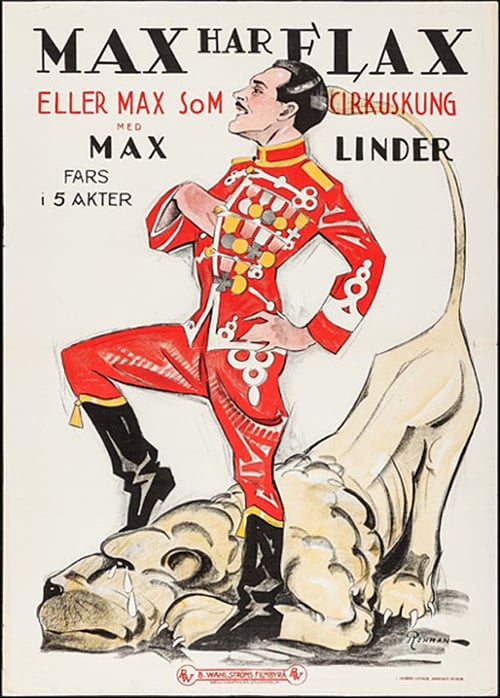 MAX HAR FLAX
ELLER MAX SoM CIRKUSKUNG
MED
MAX LINDER
FARS
i 5 AKTER
ROHMAN
B. WAHLSTRÖMS FILMBYRÅ